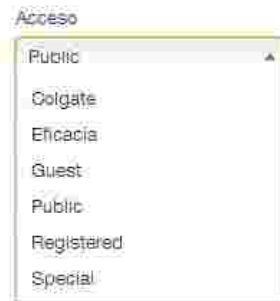 Acceso
Public
Colgate
Eficacia
Guest
Public
Registered
Special